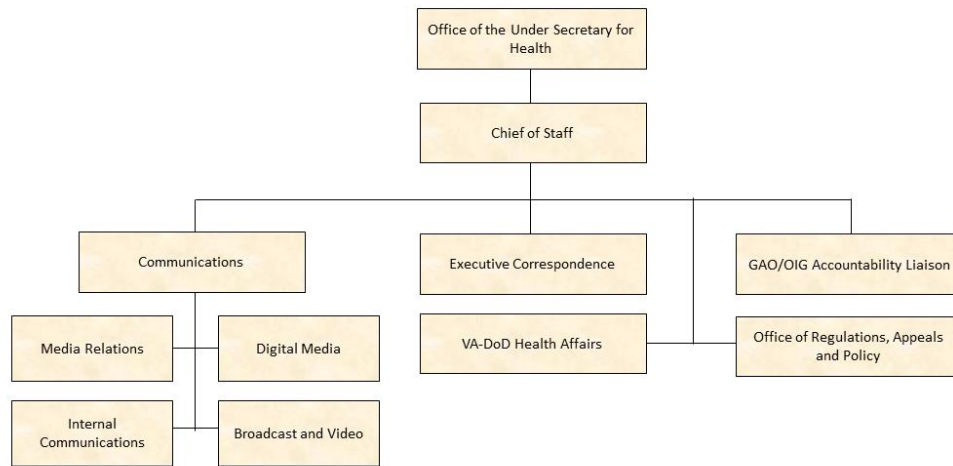 Office of the Under Secretary for
Health
Chief of Staff
Communications
Executive Correspondence
GAO/OIG Accountability Liaison
Media Relations
Digital Media
VA-DoD Health Affairs
Office of Regulations, Appeals
and Policy
Internal
Communications
Broadcast and Video